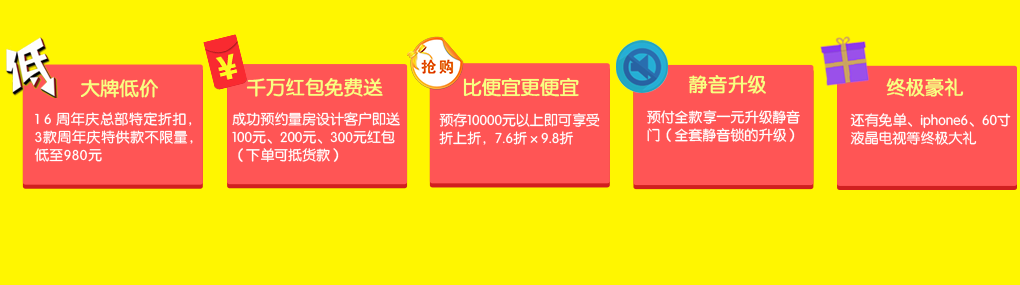 低
大牌低价
16 周年庆总部特定折扣,
3款周年庆特供款不限量,
低至980元
¥
千万红包免费送
成功预约量房设计客户即送
100元、200元、300元红包
（下单可抵货款）
抢购
比便宜更便宜
预存10000元以上即可享受
折上折，7.6折×9.8折
静音升级
预付全款享一元升级静音
门（全套静音锁的升级）
终极豪礼
还有免单、iphone6、60寸
液晶电视等终极大礼